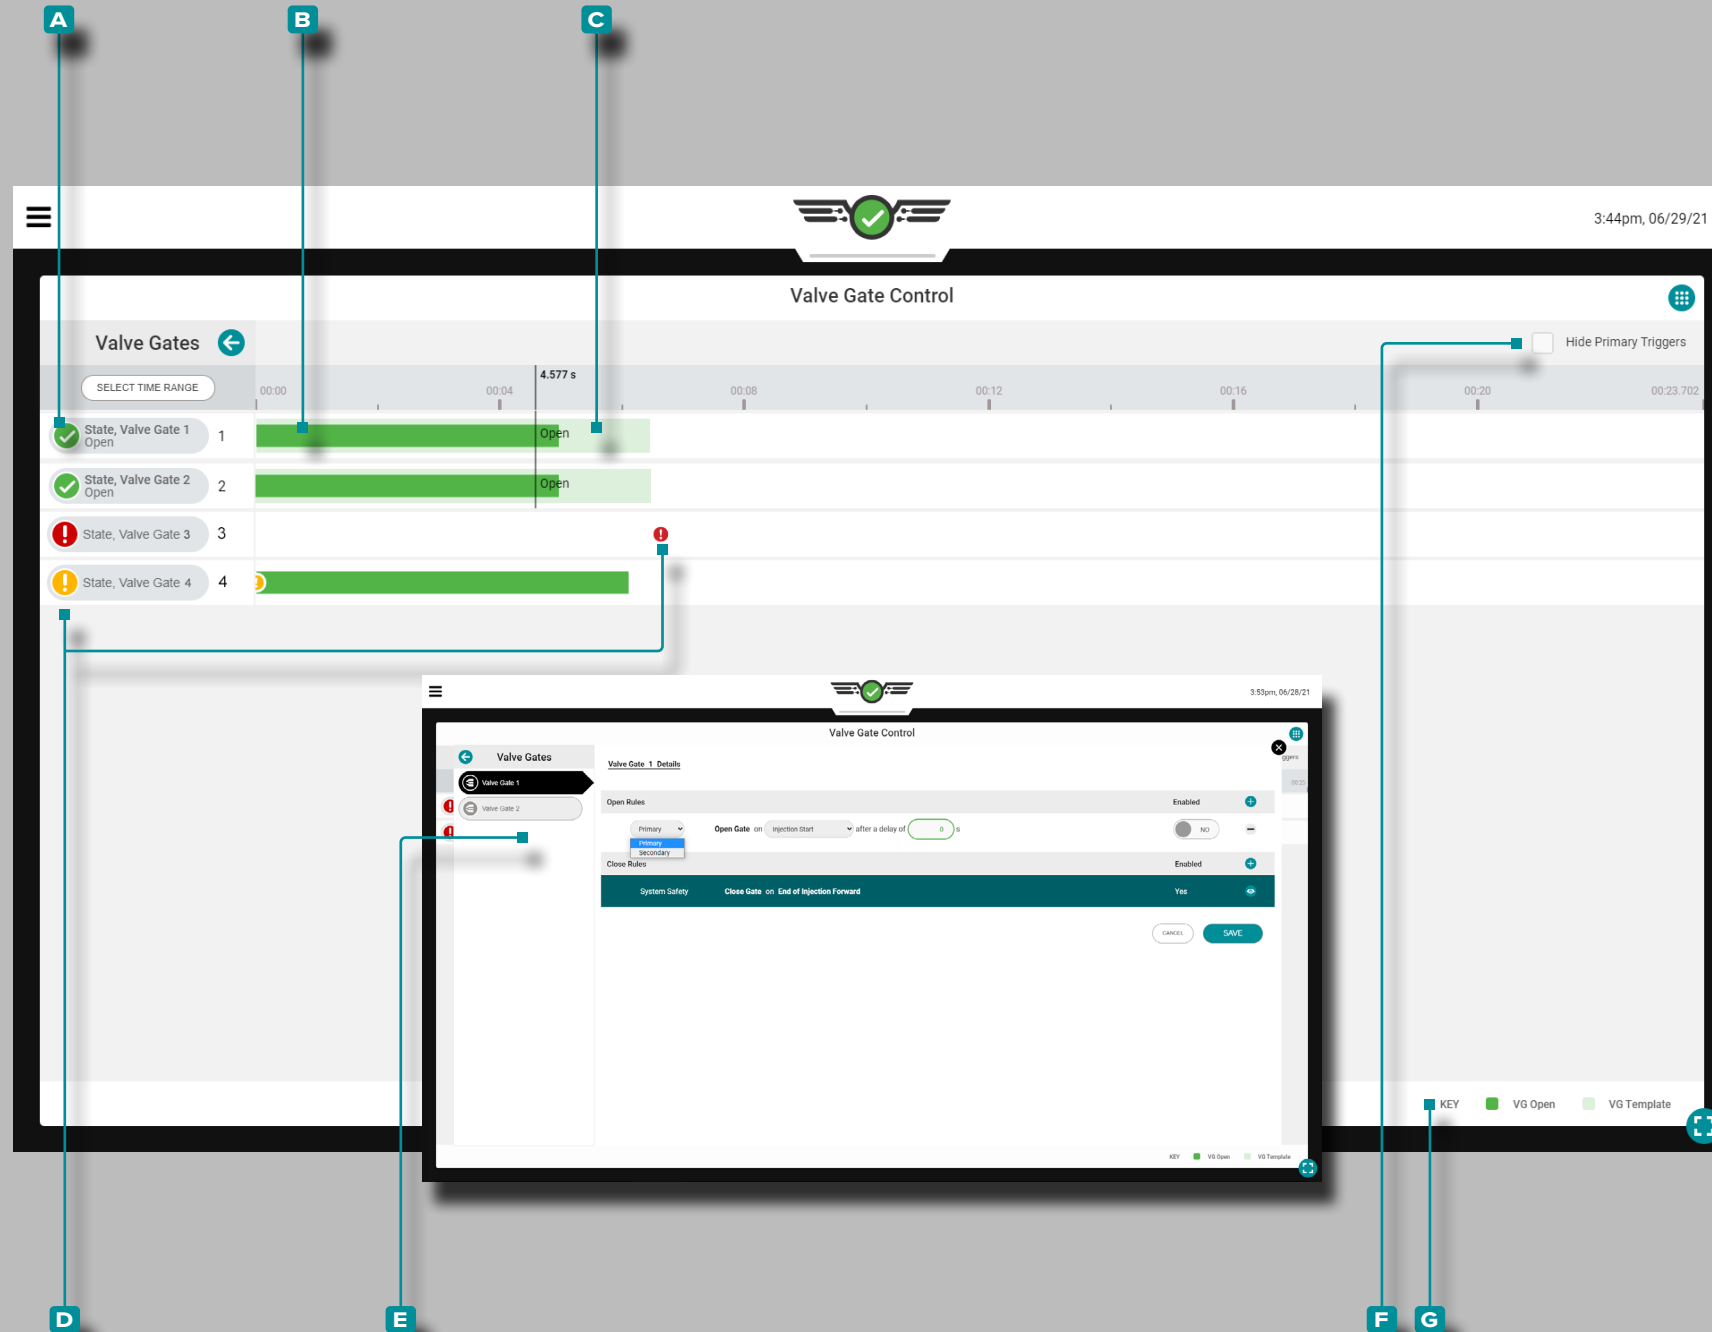 A B C
3:44pm, 06/29/21
Valve Gate Control
Valve Gates
Hide Primary Triggers
SELECT TIME RANGE
4.577 s
00:00 00:04 00:08 00:12 00:16 00:20 00:23.702
State, Valve Gate 1
Open
1
Open
State, Valve Gate 2
Open
2
Open
State, Valve Gate 3 3
State, Valve Gate 4 4
3:53pm, 06/28/21
Valve Gate Control
Valve Gates
Valve Gate 1 Details
ggers
Valve Gate 1
00:25
Valve Gate 2
Open Rules Enabled
Primary Open Gate on Injection Start after a delay of 0 s NO
Primary
Secondary
Close Rules Enabled
System Safety Close Gate on End of Injection Forward Yes
CANCEL SAVE
KEY VG Open VG Template
KEY VG Open VG Template
D E F G